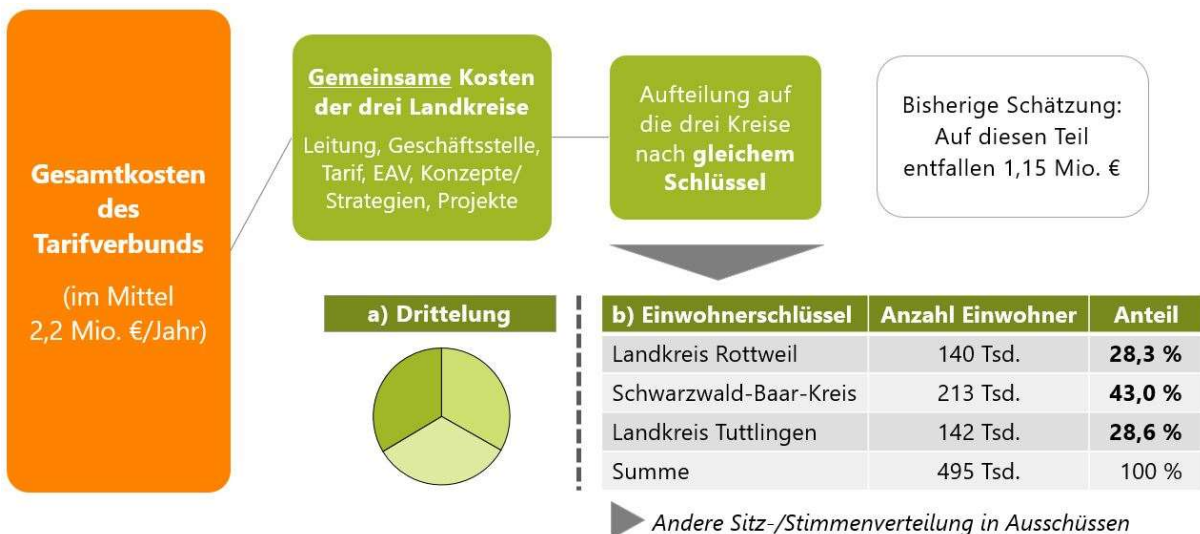 Gesamtkosten
des
Tarifverbunds
(im Mittel
2,2 Mio. €/Jahr)
Gemeinsame Kosten
der drei Landkreise
Leitung, Geschäftsstelle,
Tarif, EAV, Konzepte/
Strategien, Projekte
Aufteilung auf
die drei Kreise
nach gleichem
Schlüssel
Bisherige Schätzung:
Auf diesen Teil
entfallen 1,15 Mio. €
a) Drittelung
b) Einwohnerschlüssel Anzahl Einwohner Anteil
Landkreis Rottweil 140 Tsd. 28,3 %
Schwarzwald-Baar-Kreis 213 Tsd. 43,0 %
Landkreis Tuttlingen 142 Tsd. 28,6 %
Summe 495 Tsd. 100 %
Andere Sitz-/Stimmenverteilung in Ausschüssen